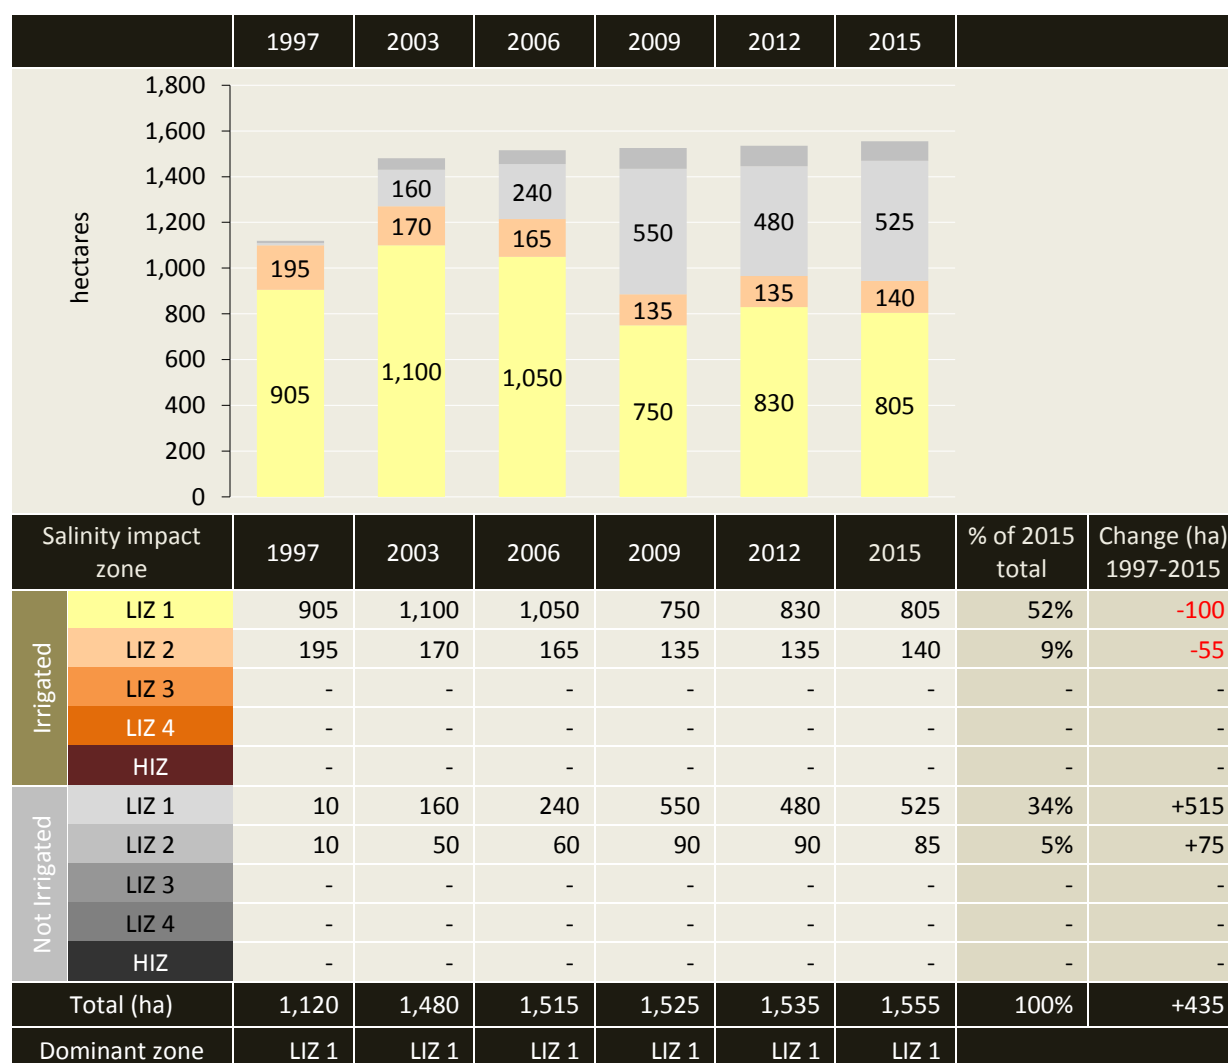 1997 2003 2006 2009 2012 2015
hectares
1,800
1,600
1,400
1,200
1,000
800
600
400
200
0
195
905
160
170
1,100
240
165
1,050
550
135
750
480
135
830
525
140
805
Salinity impact zone 1997 2003 2006 2009 2012 2015 % of 2015 total Change (ha) 1997-2015
Irrigated
LIZ 1 905 1,100 1,050 750 830 805 52% -100
LIZ 2 195 170 165 135 135 140 9% -55
LIZ 3 - - - - - - - -
LIZ 4 - - - - - - - -
HIZ - - - - - - - -
Not Irrigated
LIZ 1 10 160 240 550 480 525 34% +515
LIZ 2 10 50 60 90 90 85 5% +75
LIZ 3 - - - - - - - -
LIZ 4 - - - - - - - -
HIZ - - - - - - - -
Total (ha) 1,120 1,480 1,515 1,525 1,535 1,555 100% +435
Dominant zone LIZ 1 LIZ 1 LIZ 1 LIZ 1 LIZ 1 LIZ 1